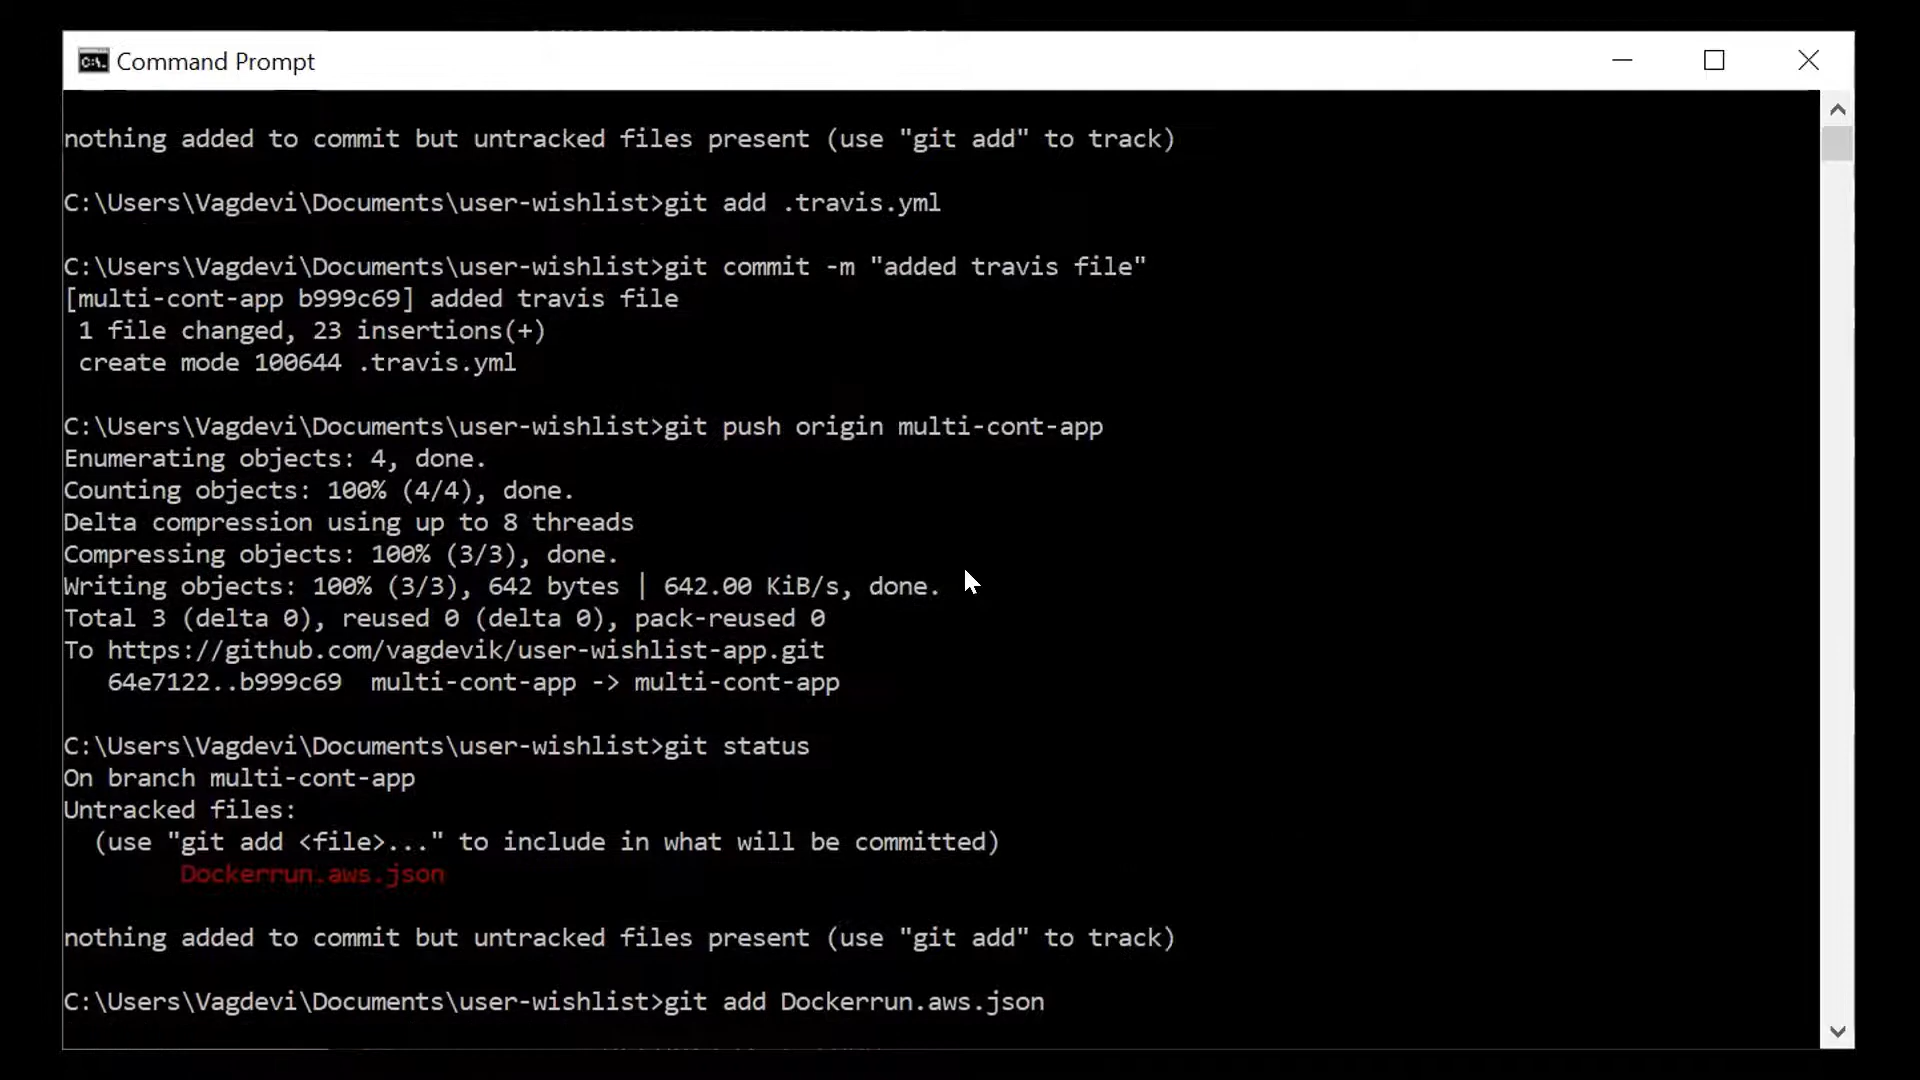 Command Prompt
nothing added to commit but untracked files present (use "git add" to track)
C:\Users\Vagdevi\Documents\user-wishlist>git add .travis.yml
C:\Users\Vagdevi\Documents\user-wishlist>git commit -m "added travis file"
[multi-cont-app b999c69] added travis file
1 file changed, 23 insertions(+)
create mode 100644 .travis.yml
C:\Users\Vagdevi\Documents\user-wishlist>git push origin multi-cont-app
Enumerating objects: 4, done.
Counting objects: 100% (4/4), done.
Delta compression using up to 8 threads
Compressing objects: 100% (3/3), done.
Writing objects: 100% (3/3), 642 bytes | 642.00 KiB/s, done.
Total 3 (delta 0), reused 0 (delta 0), pack-reused 0
To https://github.com/vagdevik/user-wishlist-app.git
64e7122..b999c69  multi-cont-app -> multi-cont-app
C:\Users\Vagdevi\Documents\user-wishlist>git status
On branch multi-cont-app
Untracked files:
(use "git add <file>..." to include in what will be committed)
Dockerrun.aws.json
nothing added to commit but untracked files present (use "git add" to track)
C:\Users\Vagdevi\Documents\user-wishlist>git add Dockerrun.aws.json